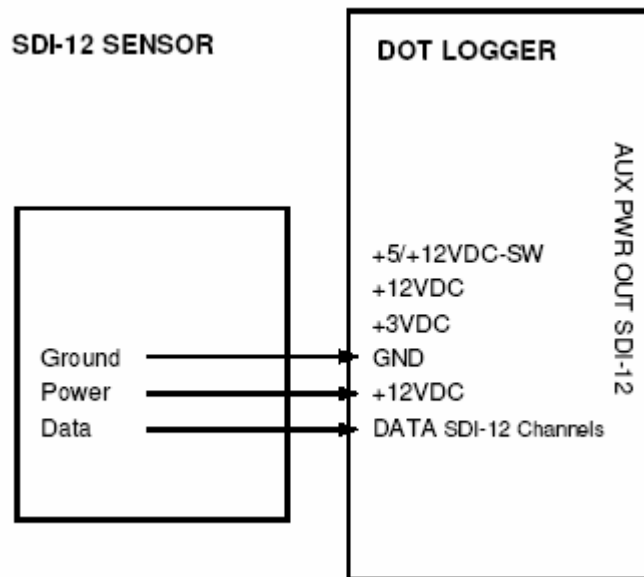 SDI-12 SENSOR
DOT LOGGER
AUX PWR OUT SDI-12
+5/+12VDC-SW
+12VDC
+3VDC
Ground
GND
Power
+12VDC
Data
DATA SDI-12 Channels